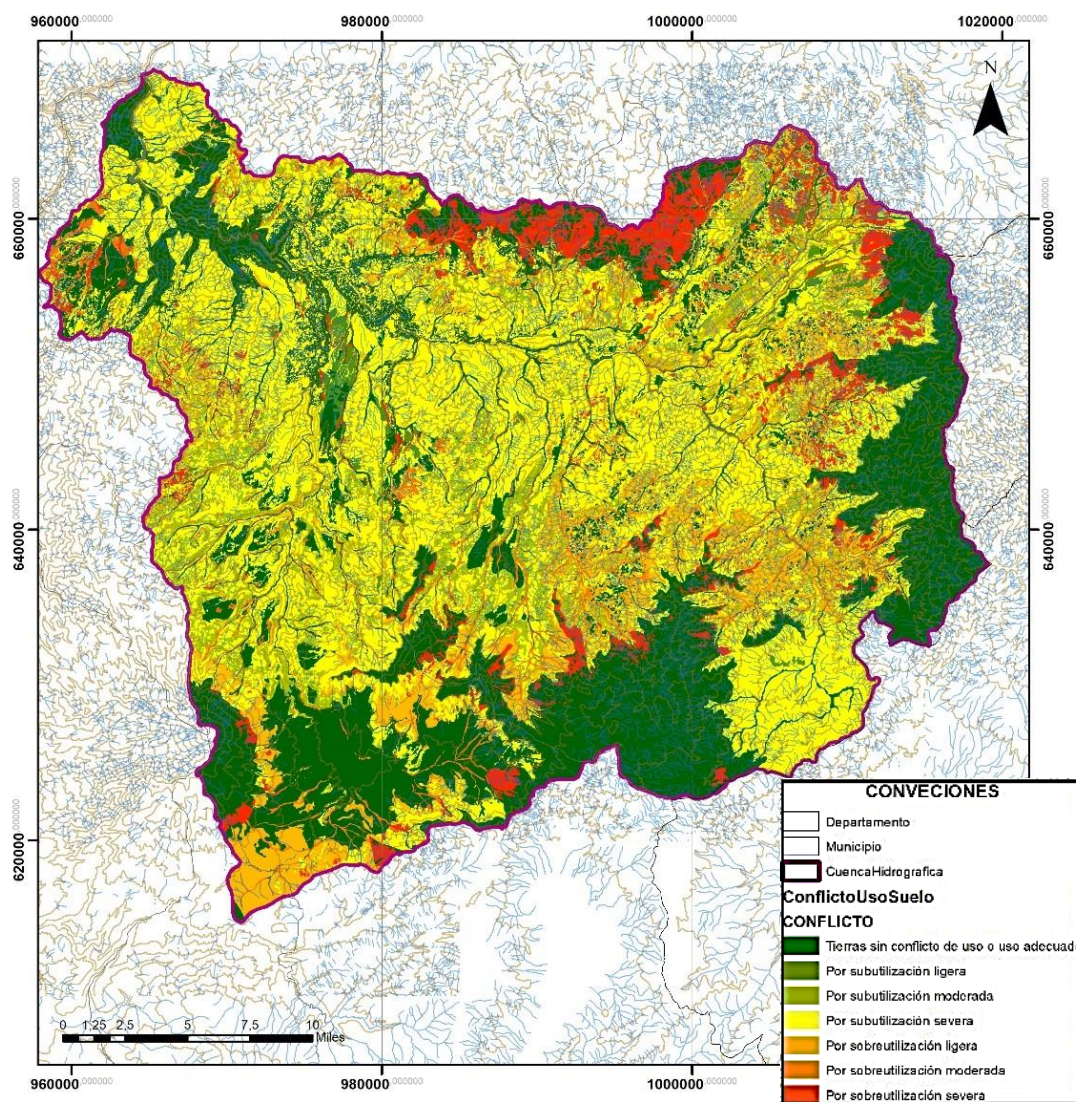 960000.000000 980000.000000 1000000.000000 1020000.000000
N
660000.000000 660000.000000
640000.000000 640000.000000
620000.000000
CONVECIONES
Departamento
Municipio
CuencaHidrografica
ConflictoUsoSuelo
CONFLICTO
Tierras sin conflicto de uso o uso adecuad
Por subutilización ligera
Por subutilización moderada
Por subutilización severa
Por sobreutilización ligera
Por sobreutilización moderada
Por sobreutilización severa
0 1,25 2,5 5 7,5 10
Miles
960000.000000 980000.000000 1000000.000000